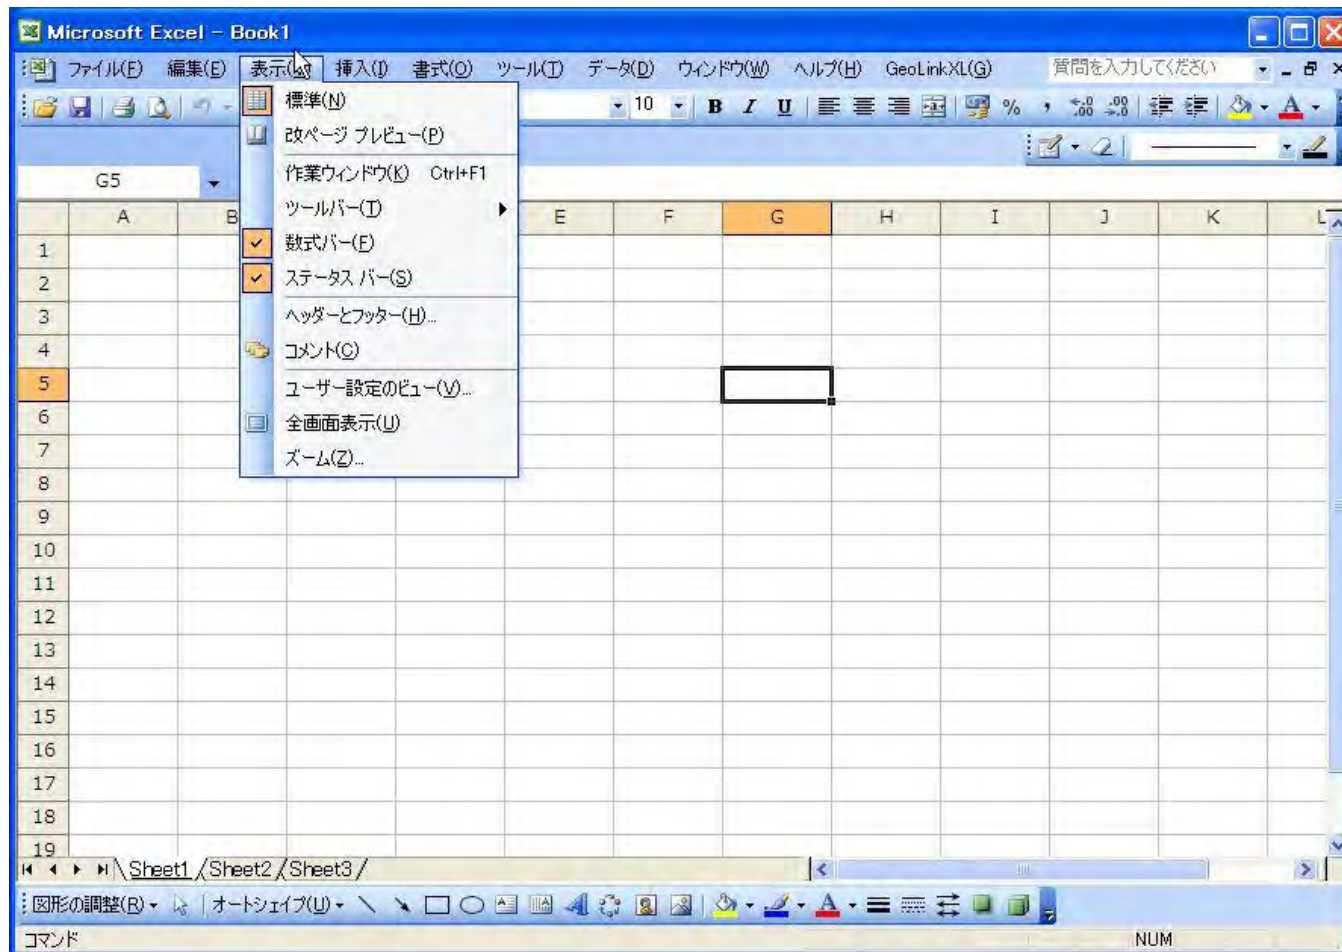 Microsoft Excel - Book1
ファイル(F) 編集(E) 表示( 挿入(I) 書式(O) ツール(T) データ(D) ウィンドウ(W) ヘルプ(H) GeoLinkXL(G) 質問を入力してください
10 B I U % ,
標準(N)
改ページ プレビュー(P)
作業ウィンドウ(K) Ctrl+F1
G5
ツールバー(T)
A B E F G H I J K L
数式バー(F)
1
ステータス バー(S)
2
ヘッダーとフッター(H)...
3
コメント(C)
4
ユーザー設定のビュー(V)...
5
全画面表示(U)
6
ズーム(Z)...
7
8
9
10
11
12
13
14
15
16
17
18
19
Sheet1 Sheet2 Sheet3
図形の調整(R) オートシェイプ(U) A A
コマンド NUM